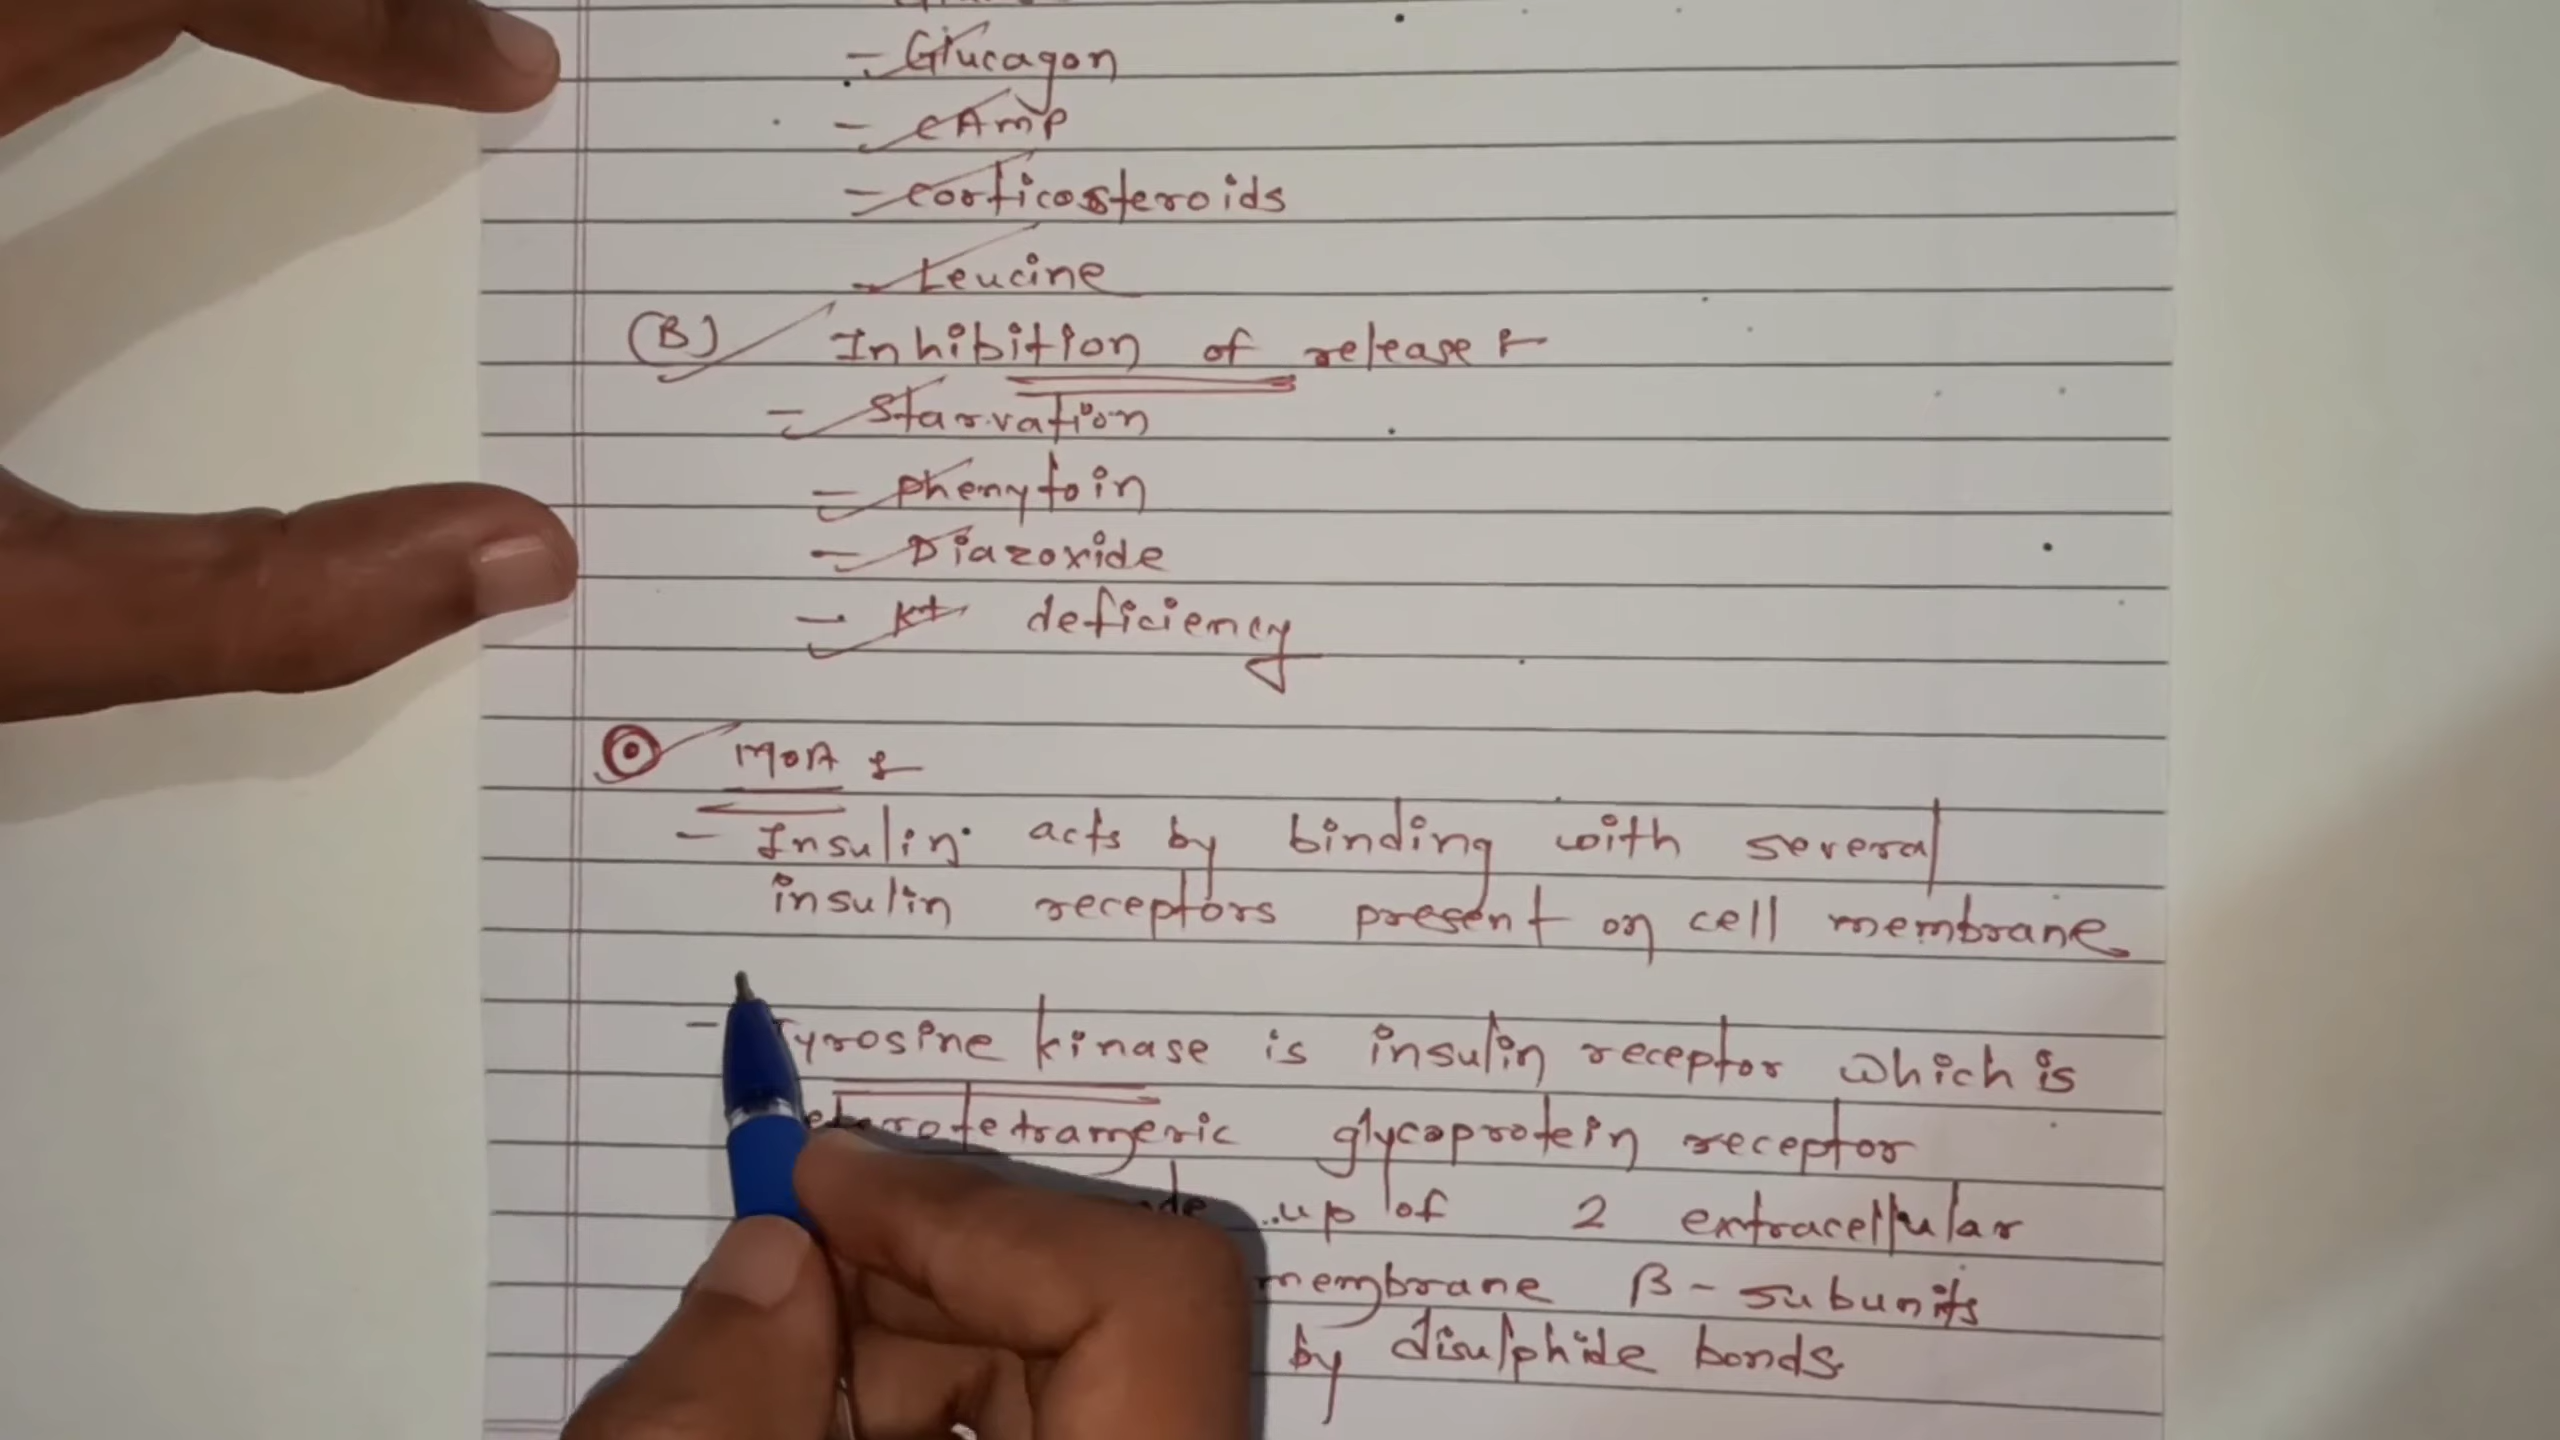 - Glucagon
- cAmp
- corticosteroids
- Leucine
(B) Inhibition of release :-
- Starvation
- phenytoin
- Diazoxide
- K+ deficiency
MOA :-
- Insulin acts by binding with several
insulin receptors present on cell membrane
- Tyrosine kinase is insulin receptor which is
heterotetrameric glycoprotein receptor
up of 2 extracellular
membrane β - subunits
by disulphide bonds